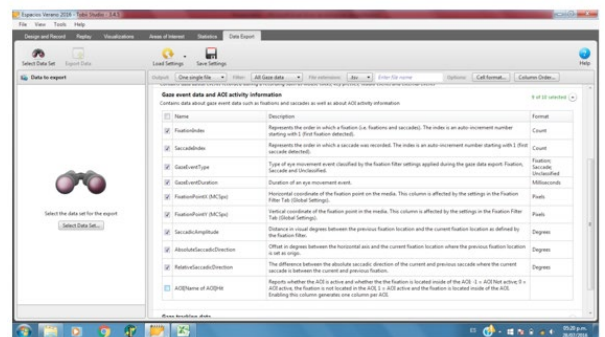 Espacios Verano 2016 - Tobii Studio - 3.4.5
File View Tools Help
Design and Record Replay Visualizations Areas of Interest Statistics Data Export
Select Data Set Export Data Load Settings Save Settings Help
Data to export
Output: One single file Filter: All Gaze data File extension: .tsv Enter file name Options: Cell format... Column Order...
Gaze event data and AOI activity information
Contains data about gaze event data such as fixations and saccades as well as about AOI activity information
Name Description Format
FixationIndex Represents the order in which a fixation (i.e. fixations and saccades). The index is an auto-increment number
starting with 1 (first fixation detected). Count
SaccadeIndex Represents the order in which a saccade was recorded. The index is an auto-increment number starting with 1 (first
saccade detected). Count
GazeEventType Type of eye movement event classified by the fixation filter settings applied during the gaze data export: Fixation,
Saccade and Unclassified. Fixation; Saccade; Unclassified
GazeEventDuration Duration of an eye movement event. Milliseconds
FixationPointX (MCSpx) Horizontal coordinate of the fixation point on the media. This column is affected by the settings in the Fixation
Filter Tab (Global Settings). Pixels
FixationPointY (MCSpx) Vertical coordinate of the fixation point in the media. This column is affected by the settings in the Fixation Filter
Tab (Global Settings). Pixels
SaccadicAmplitude Distance in visual degrees between the previous fixation location and the current fixation location as defined by
the fixation filter. Degrees
AbsoluteSaccadicDirection Offset in degrees between the horizontal axis and the current fixation location where the previous fixation location
is set as origin. Degrees
RelativeSaccadicDirection The difference between the absolute saccadic direction of the current and previous saccade where the current
saccade is between the current and previous fixation. Degrees
AOI[Name of AOI]Hit Reports whether the AOI is active and whether the the fixation is located inside of the AOI: -1 = AOI Not active; 0 =
AOI active, the fixation is not located in the AOI; 1 = AOI active and the fixation is located inside of the AOI.
Enabling this column generates one column per AOI.
Select the data set for the export
Select Data Set...
ES 05:20 p.m.